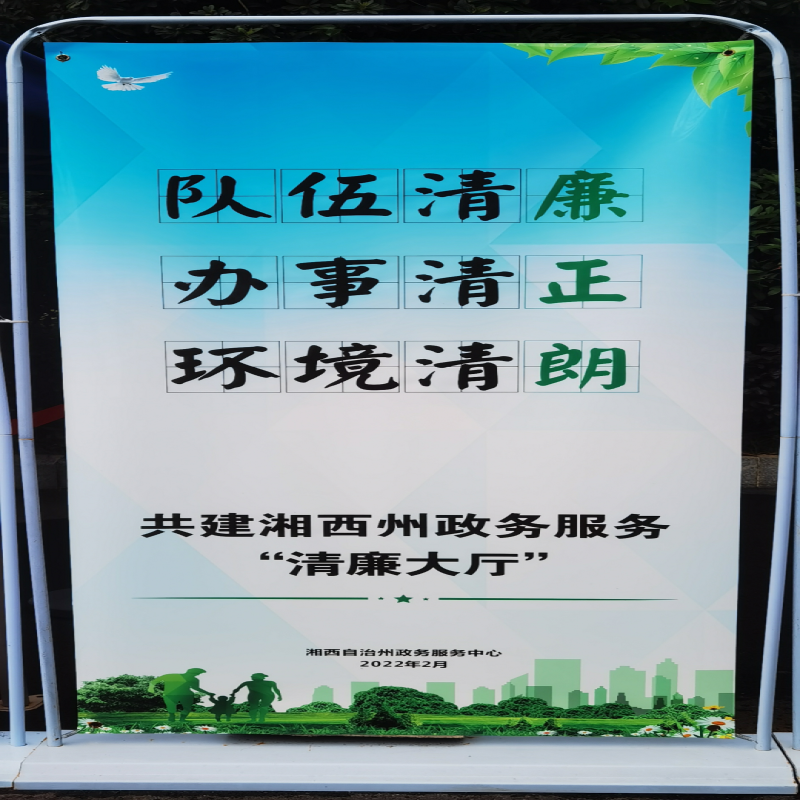 队伍清廉
办事清正
环境清朗
共建湘西州政务服务
“清廉大厅”
湘西自治州政务服务中心
2022年2月